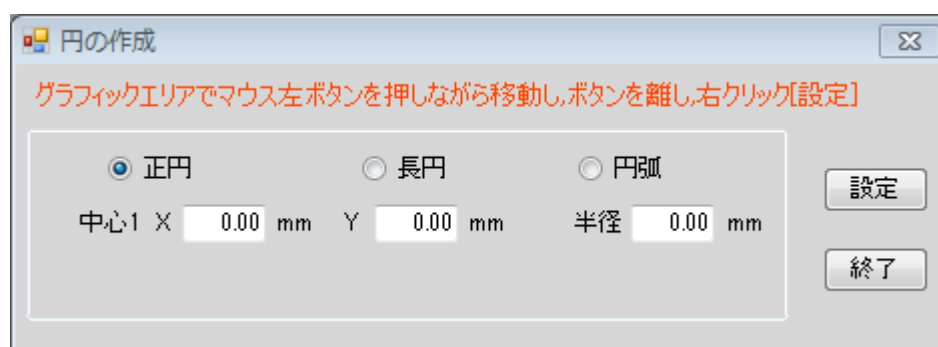 円の作成
グラフィックエリアでマウス左ボタンを押しながら移動し,ボタンを離し,右クリック[設定]
正円 長円 円弧
設定
中心1 X 0.00 mm Y 0.00 mm 半径 0.00 mm
終了